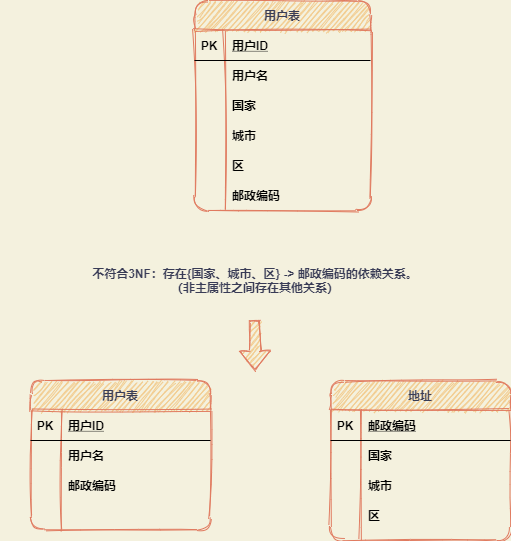 用户表
PK 用户ID
用户名
国家
城市
区
邮政编码
不符合3NF：存在{国家、城市、区} -> 邮政编码的依赖关系。
(非主属性之间存在其他关系)
用户表
PK 用户ID
用户名
邮政编码
地址
PK 邮政编码
国家
城市
区